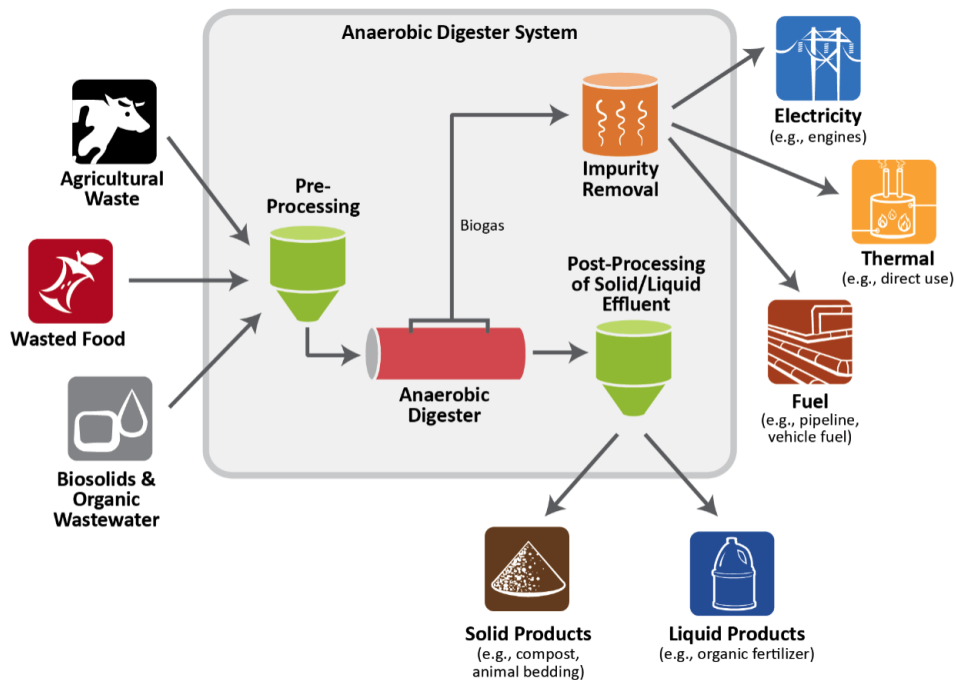 Anaerobic Digester System
Agricultural
Waste
Wasted Food
Biosolids &
Organic
Wastewater
Pre-
Processing
Biogas
Anaerobic
Digester
Impurity
Removal
Post-Processing
of Solid/Liquid
Effluent
Electricity
(e.g., engines)
Thermal
(e.g., direct use)
Fuel
(e.g., pipeline,
vehicle fuel)
Solid Products
(e.g., compost,
animal bedding)
Liquid Products
(e.g., organic fertilizer)